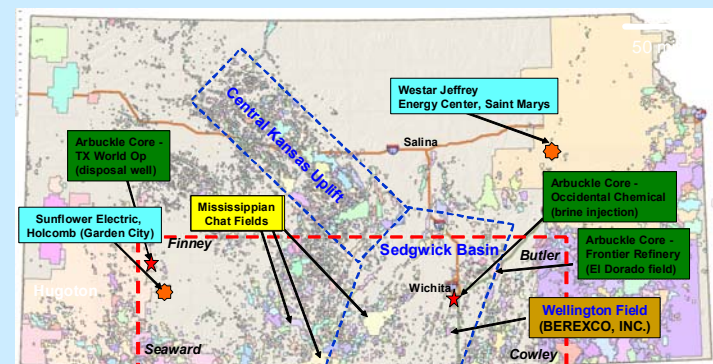 50 mi
Westar Jeffrey
Energy Center, Saint Marys
Central Kansas Uplift
Salina
Arbuckle Core -
TX World Op
(disposal well)
Arbuckle Core -
Occidental Chemical
(brine injection)
Sunflower Electric,
Holcomb (Garden City)
Mississippian
Chat Fields
Finney
Sedgwick Basin
Butler
Arbuckle Core -
Frontier Refinery
(El Dorado field)
Hugoton
Wichita
Wellington Field
(BEREXCO, INC.)
Seaward
Cowley